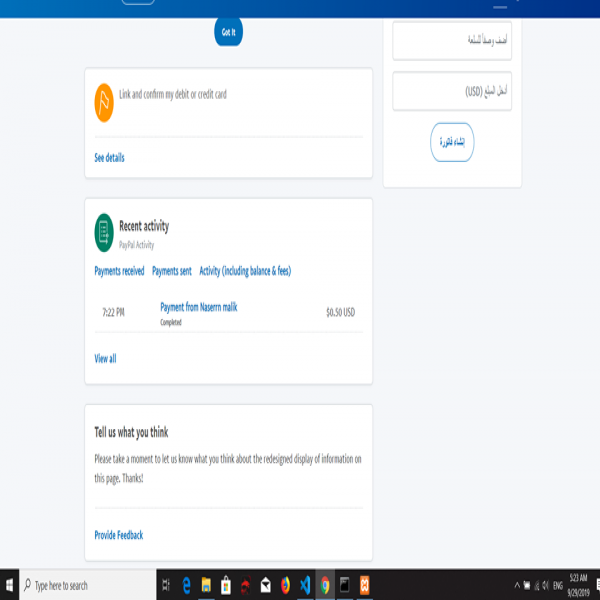 Got It
أضف وصفاً للسلعة
Link and confirm my debit or credit card
أدخل المبلغ (USD)
إنشاء فاتورة
See details
Recent activity
PayPal Activity
Payments received Payments sent Activity (including balance & fees)
7:22 PM Payment from Naserrn malik $0.50 USD
Completed
View all
Tell us what you think
Please take a moment to let us know what you think about the redesigned display of information on
this page. Thanks!
Provide Feedback
Type here to search
ENG
5:23 AM
9/29/2019